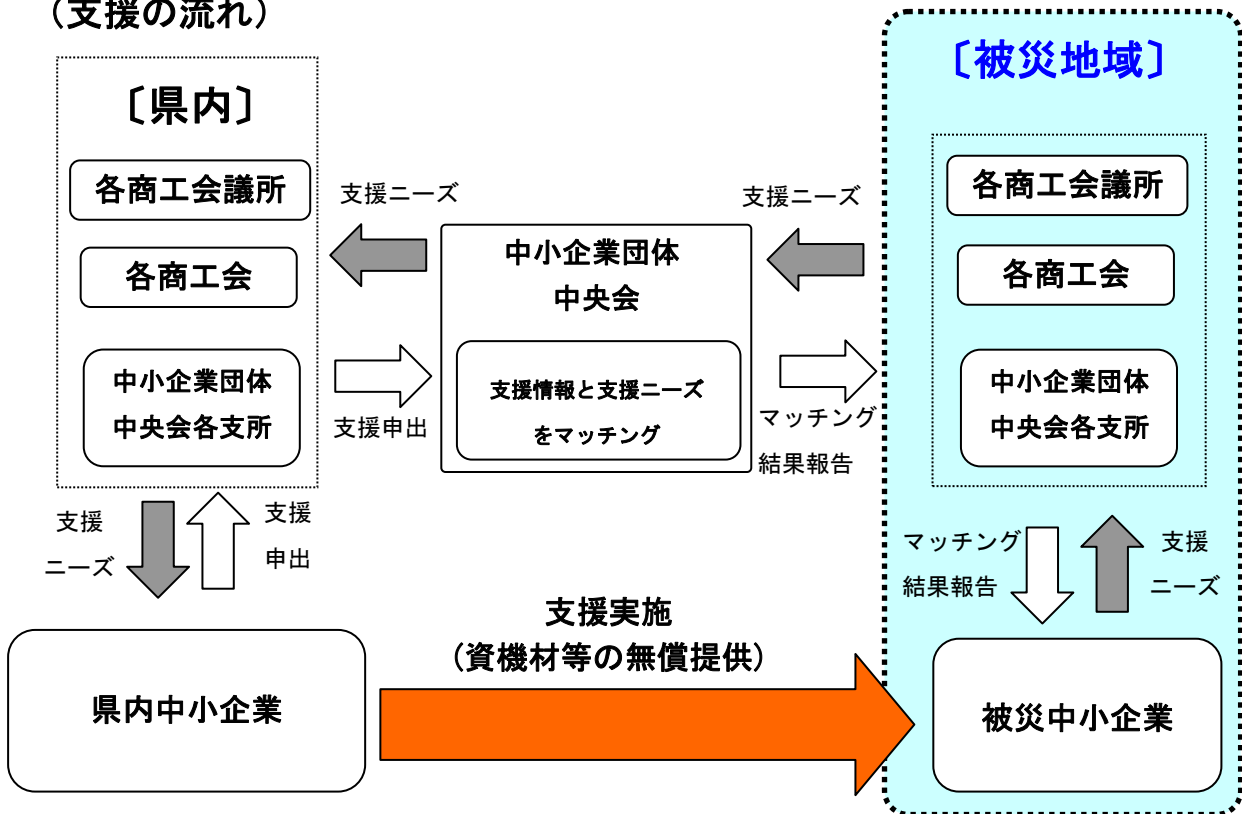 （支援の流れ）
〔県内〕
各商工会議所
各商工会
中小企業団体
中央会各支所
支援
ニーズ
支援
申出
県内中小企業
支援ニーズ
支援申出
中小企業団体
中央会
支援情報と支援ニーズ
をマッチング
支援ニーズ
マッチング
結果報告
支援実施
（資機材等の無償提供）
〔被災地域〕
各商工会議所
各商工会
中小企業団体
中央会各支所
マッチング
結果報告
支援
ニーズ
被災中小企業